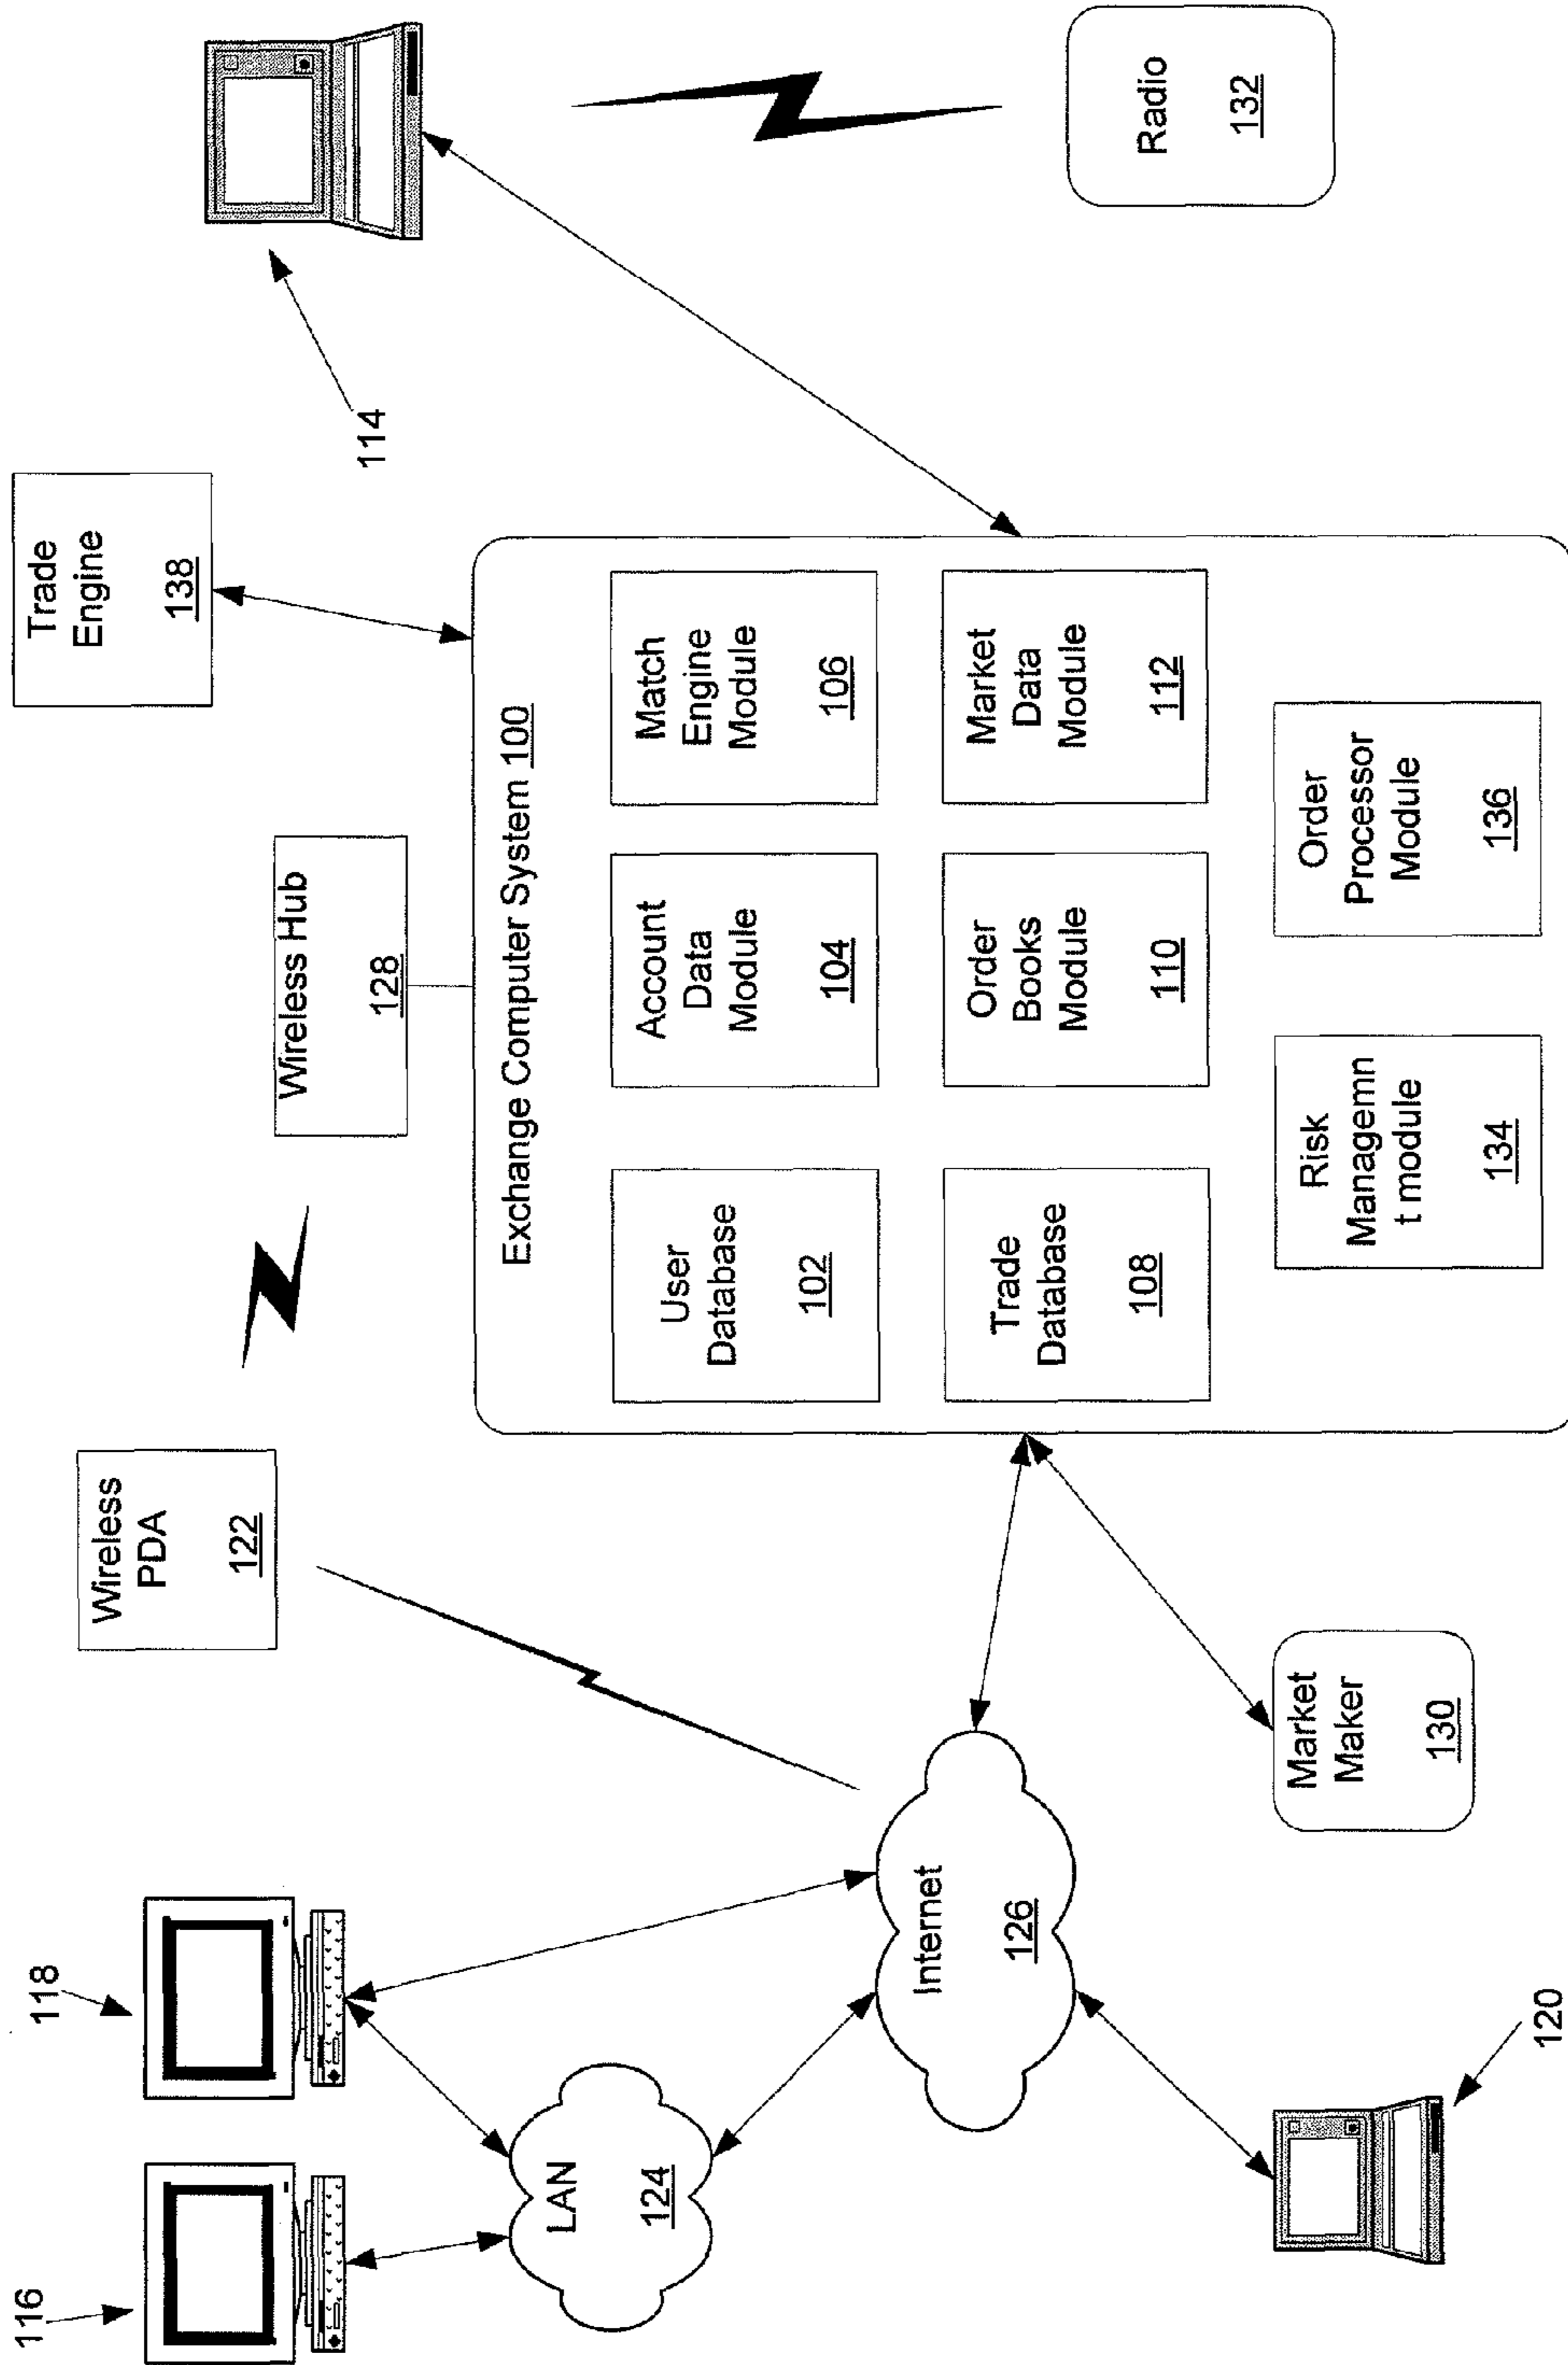 116
118
Wireless
PDA
122
Wireless Hub
128
Trade
Engine
138
114
LAN
124
Internet
126
120
Market
Maker
130
Exchange Computer System 100
User
Database
102
Account
Data
Module
104
Match
Engine
Module
106
Trade
Database
108
Order
Books
Module
110
Market
Data
Module
112
Risk
Managemn
t module
134
Order
Processor
Module
136
Radio
132